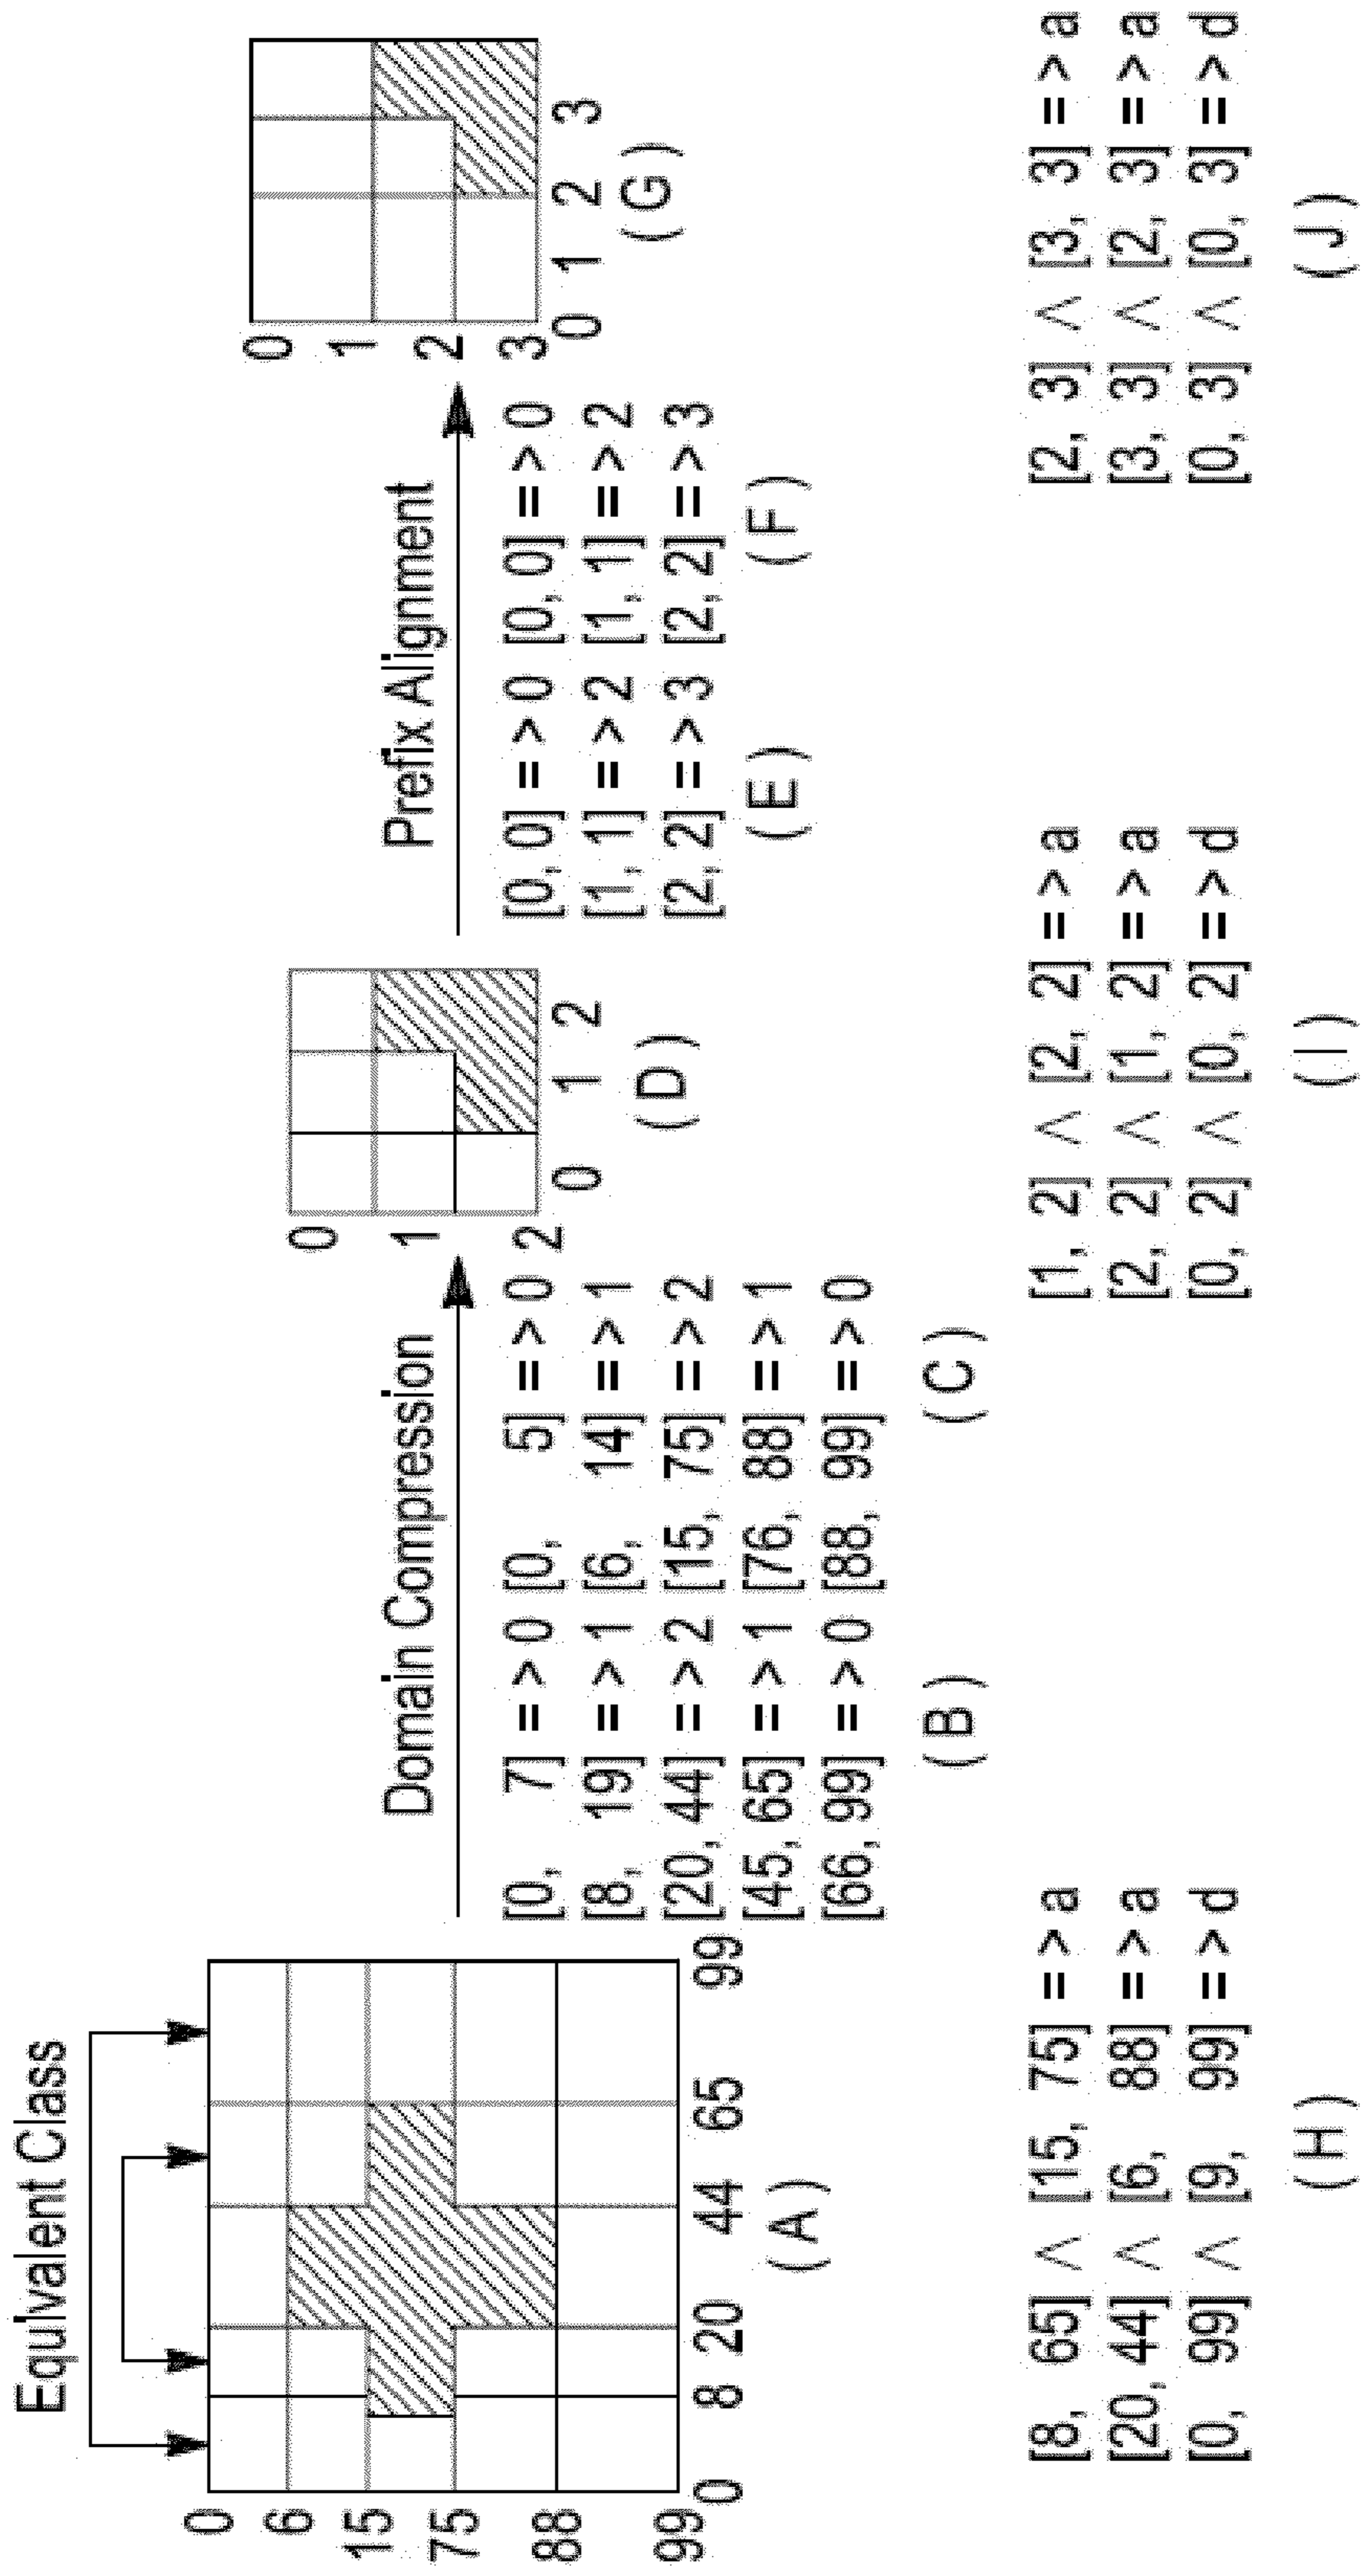 Equivalent Class
0
6
15
75
88
99
0 8 20 44 65 99
( A )
Domain Compression
[0, 7] = > 0 [0, 5] = > 0
[8, 19] = > 1 [6, 14] = > 1
[20, 44] = > 2 [15, 75] = > 2
[45, 65] = > 1 [76, 88] = > 1
[66, 99] = > 0 [88, 99] = > 0
( B ) ( C )
0
1
2
0 1 2
( D )
Prefix Alignment
[0, 0] = > 0 [0, 0] = > 0
[1, 1] = > 2 [1, 1] = > 2
[2, 2] = > 3 [2, 2] = > 3
( E ) ( F )
0
1
2
3
0 1 2 3
( G )
[8, 65] ∧ [15, 75] = > a
[20, 44] ∧ [6, 88] = > a
[0, 99] ∧ [9, 99] = > d
( H )
[1, 2] ∧ [2, 2] = > a
[2, 2] ∧ [1, 2] = > a
[0, 2] ∧ [0, 2] = > d
( I )
[2, 3] ∧ [3, 3] = > a
[3, 3] ∧ [2, 3] = > a
[0, 3] ∧ [0, 3] = > d
( J )